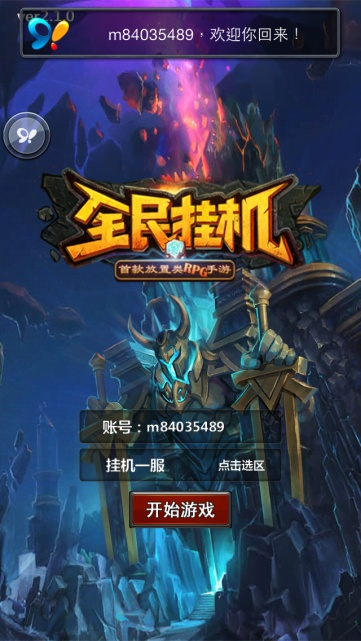 ver2.1.0
m84035489，欢迎你回来！
全民挂机
首款放置类RPG手游
账号：m84035489
挂机一服 点击选区
开始游戏